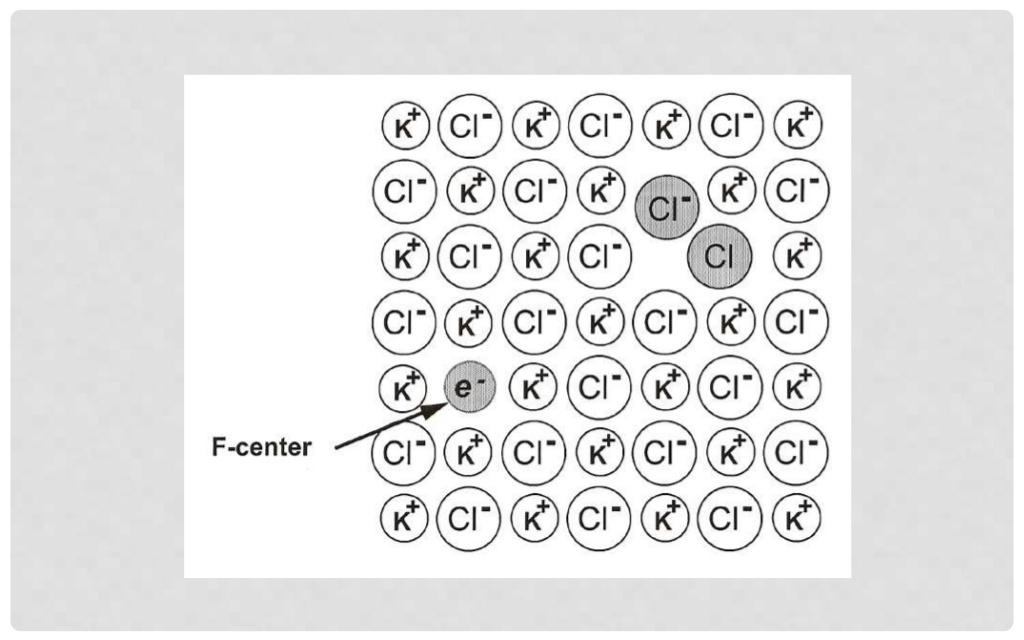 K+ Cl- K+ Cl- K+ Cl- K+
Cl- K+ Cl- K+ Cl- K+ Cl-
K+ Cl- K+ Cl- Cl K+
Cl- K+ Cl- K+ Cl- K+ Cl-
K+ e- K+ Cl- K+ Cl- K+
F-center
Cl- K+ Cl- K+ Cl- K+ Cl-
K+ Cl- K+ Cl- K+ Cl- K+